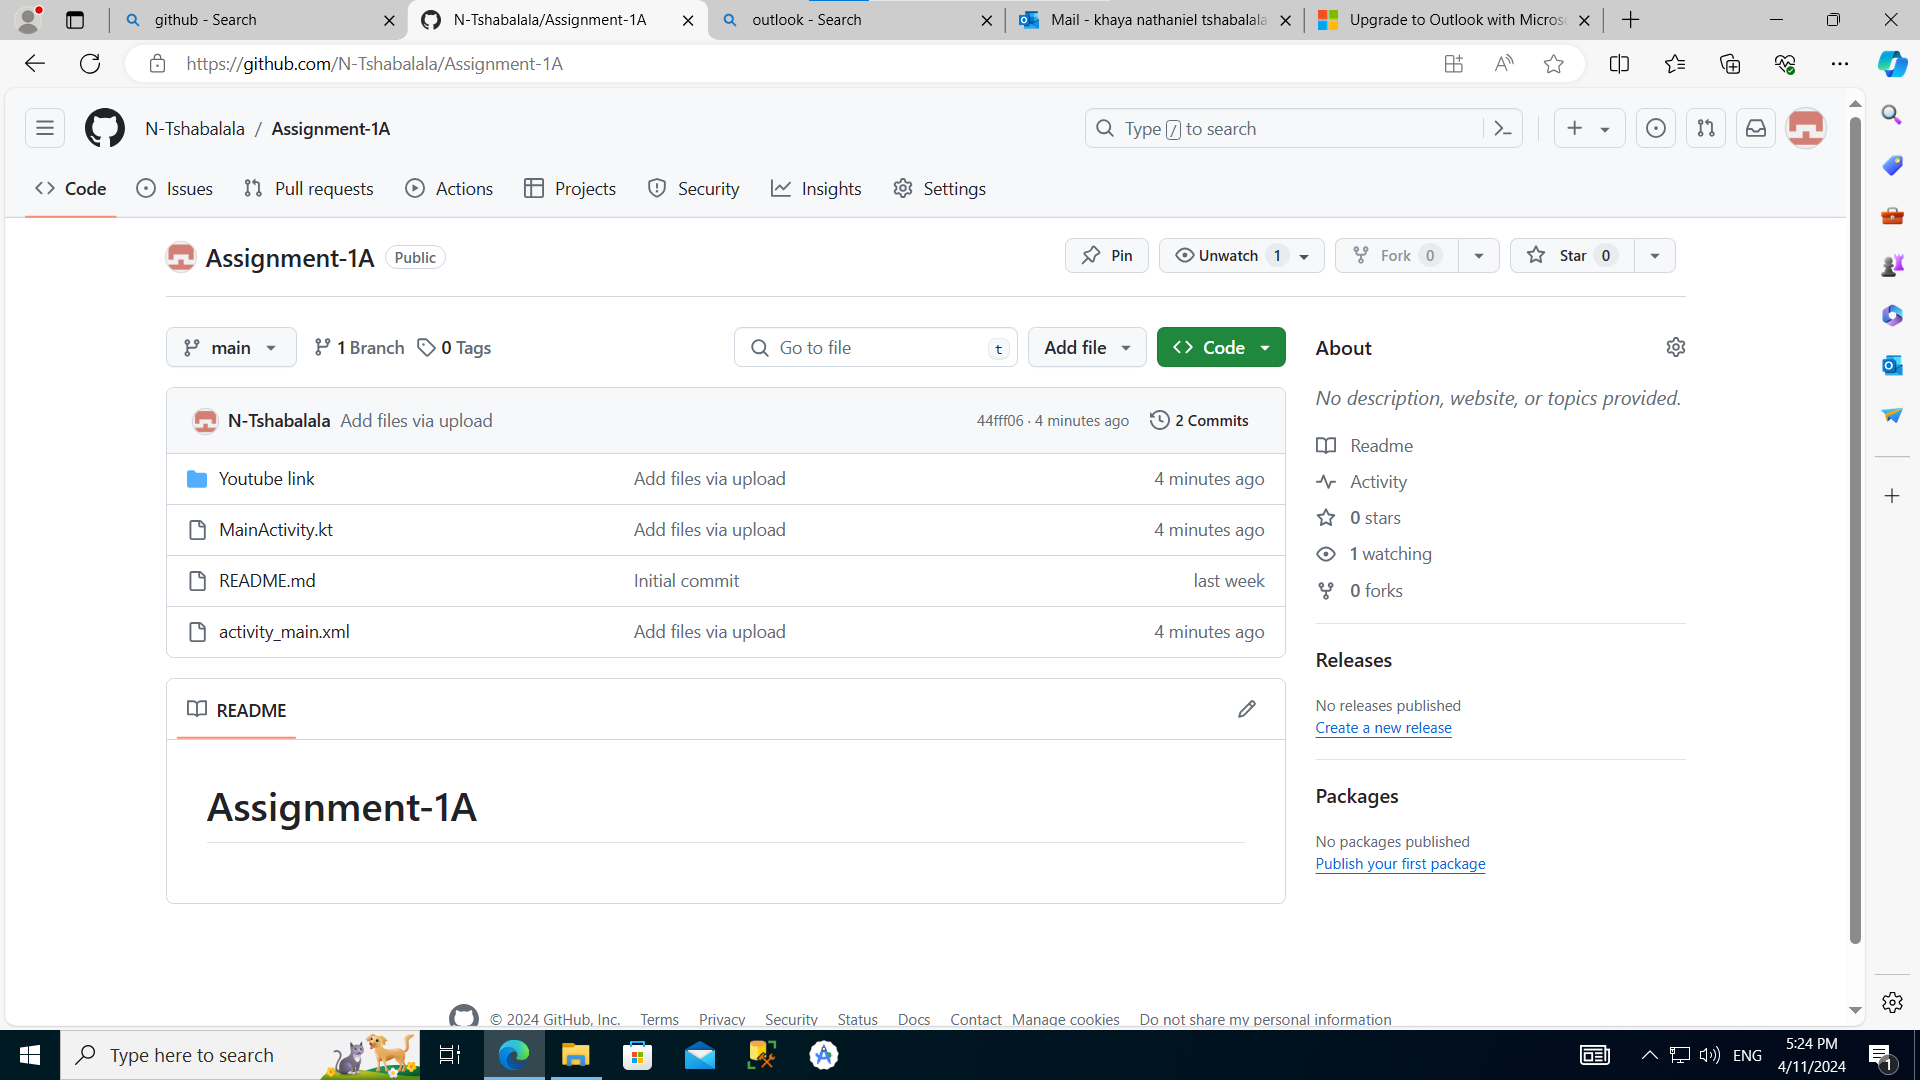 github - Search
N-Tshabalala/Assignment-1A
outlook - Search
Mail - khaya nathaniel tshabalala
Upgrade to Outlook with Micros
https://github.com/N-Tshabalala/Assignment-1A
N-Tshabalala / Assignment-1A
Type / to search
Code
Issues
Pull requests
Actions
Projects
Security
Insights
Settings
Assignment-1A
Public
Pin
Unwatch 1
Fork 0
Star 0
main
1 Branch
0 Tags
Go to file
t
Add file
Code
About
No description, website, or topics provided.
Readme
Activity
0 stars
1 watching
0 forks
N-Tshabalala Add files via upload
44fff06 · 4 minutes ago
2 Commits
Youtube link
Add files via upload
4 minutes ago
MainActivity.kt
Add files via upload
4 minutes ago
README.md
Initial commit
last week
activity_main.xml
Add files via upload
4 minutes ago
Releases
No releases published
Create a new release
Packages
No packages published
Publish your first package
README
Assignment-1A
© 2024 GitHub, Inc.
Terms
Privacy
Security
Status
Docs
Contact
Manage cookies
Do not share my personal information
Type here to search
ENG
5:24 PM
4/11/2024
1